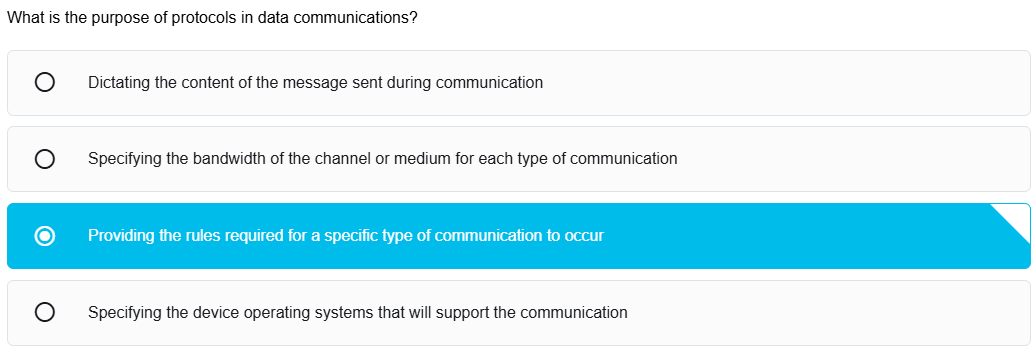 What is the purpose of protocols in data communications?
Dictating the content of the message sent during communication
Specifying the bandwidth of the channel or medium for each type of communication
Providing the rules required for a specific type of communication to occur
Specifying the device operating systems that will support the communication